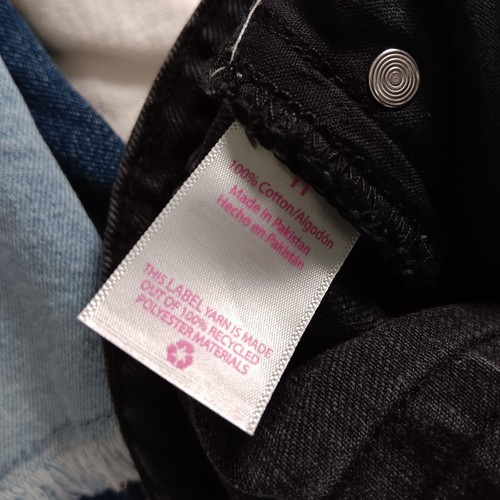 100% Cotton/Algodón
Made in Pakistan
Hecho en Pakistán
THIS LABEL YARN IS MADE
OUT OF 100% RECYCLED
POLYESTER MATERIALS